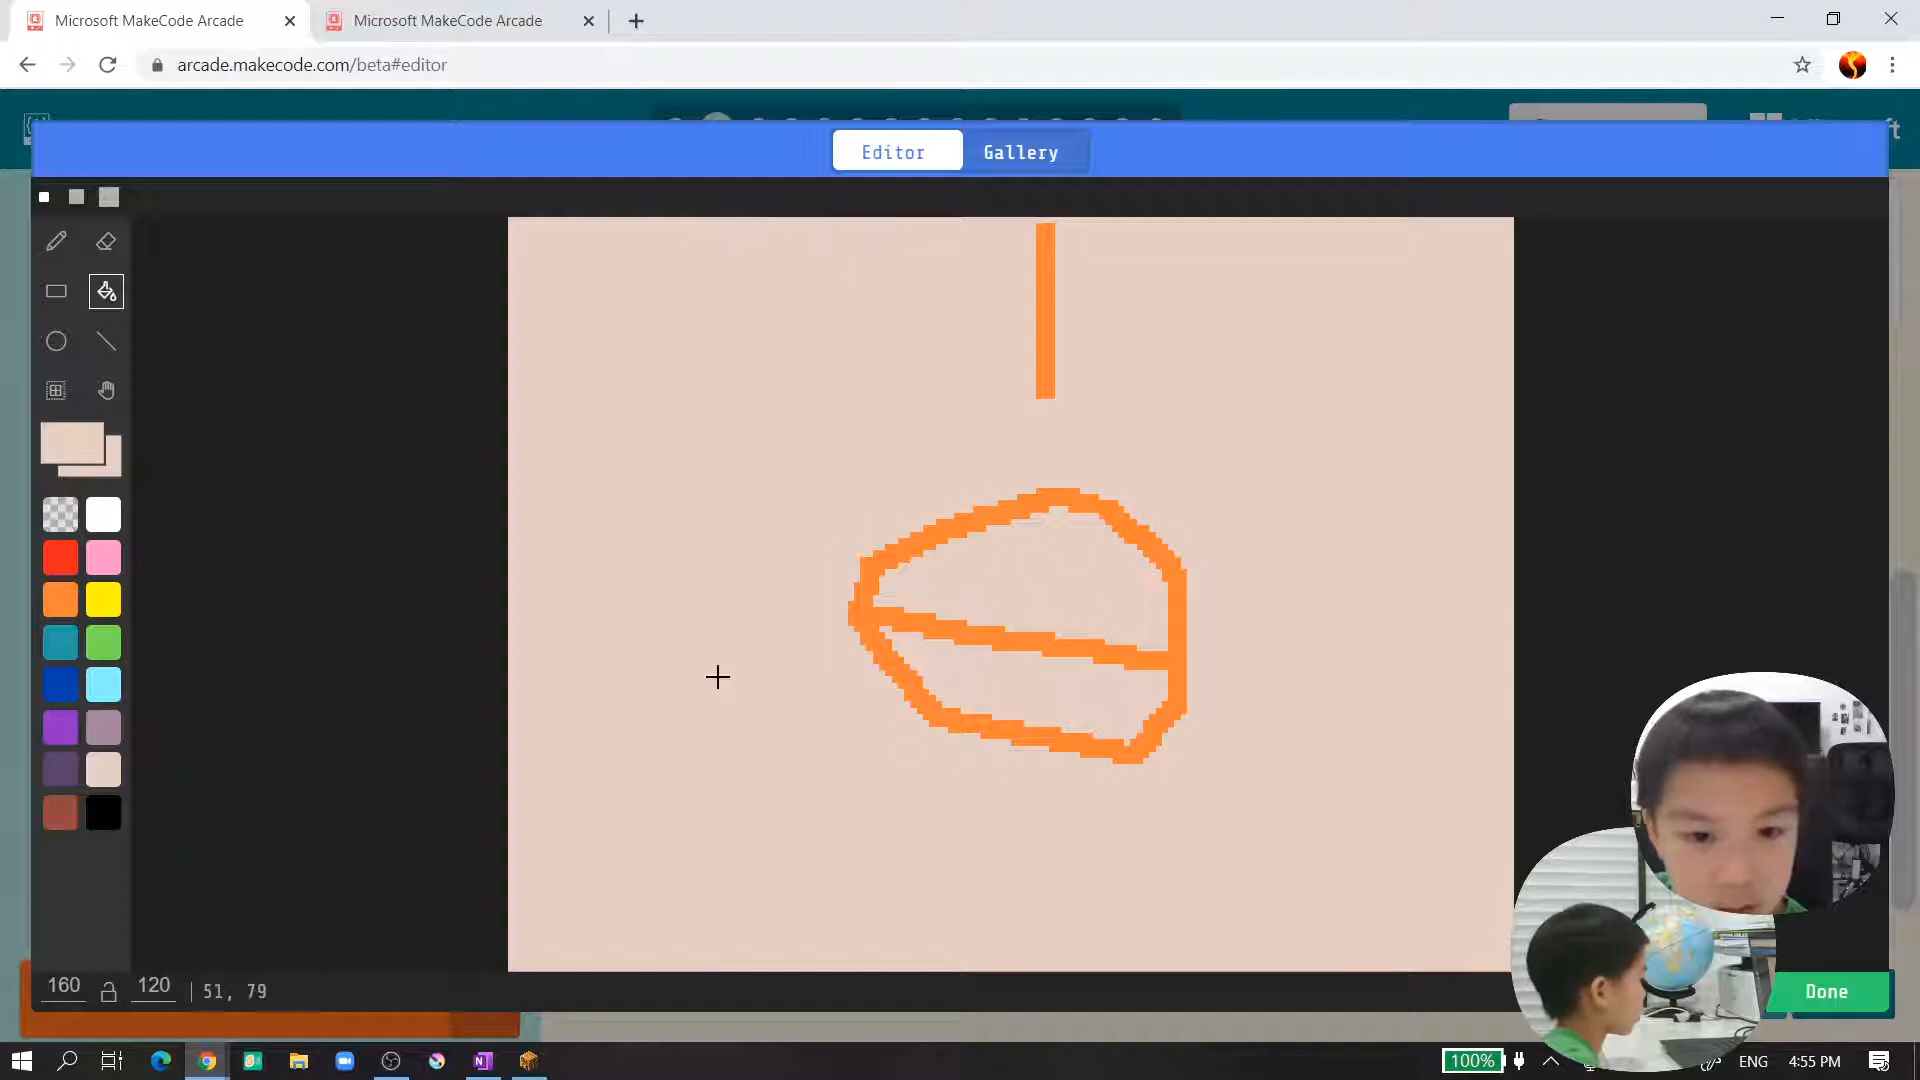 Microsoft MakeCode Arcade
Microsoft MakeCode Arcade
arcade.makecode.com/beta#editor
Editor
Gallery
160
120
51, 79
Done
100%
ENG
4:55 PM